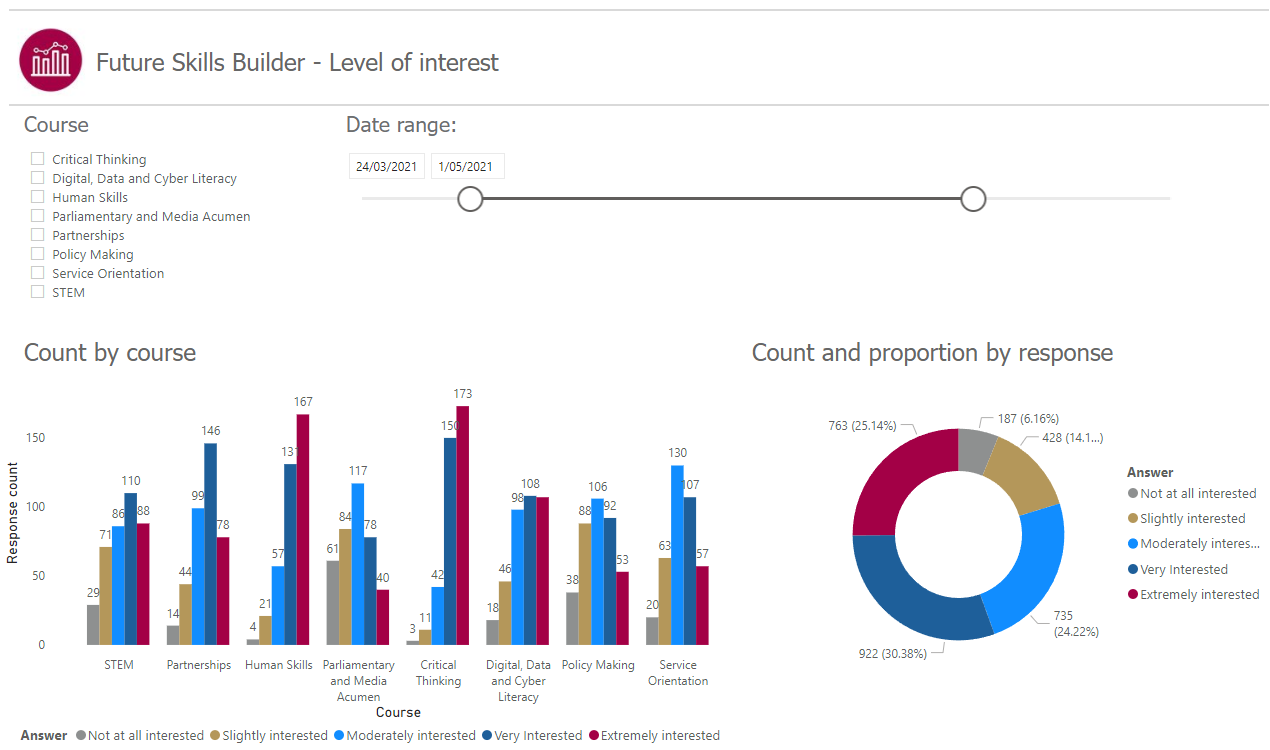 Future Skills Builder - Level of interest
Course
Date range:
Critical Thinking
Digital, Data and Cyber Literacy
Human Skills
Parliamentary and Media Acumen
Partnerships
Policy Making
Service Orientation
STEM
24/03/2021 1/05/2021
Count by course
Response count
150
100
50
0
29 71 86 110 88
14 44 99 146 78
4 21 57 131 167
61 84 117 78 40
3 11 42 150 173
18 46 98 108
38 88 106 92 53
20 63 130 107 57
STEM
Partnerships
Human Skills
Parliamentary
and Media
Acumen
Critical
Thinking
Digital, Data
and Cyber
Literacy
Policy Making
Service
Orientation
Course
Answer Not at all interested Slightly interested Moderately interested Very Interested Extremely interested
Count and proportion by response
187 (6.16%)
428 (14.1...)
735
(24.22%)
922 (30.38%)
763 (25.14%)
Answer
Not at all interested
Slightly interested
Moderately interes...
Very Interested
Extremely interested